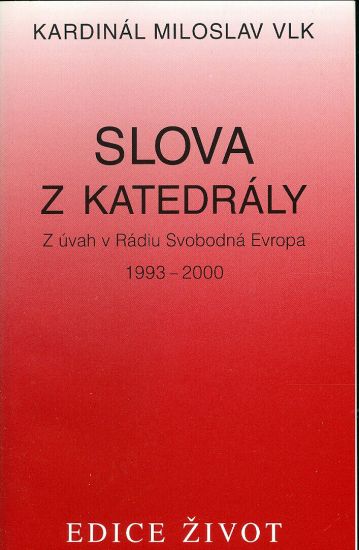 KARDINÁL MILOSLAV VLK
SLOVA
Z KATEDRÁLY
Z úvah v Rádiu Svobodná Evropa
1993 – 2000
EDICE ŽIVOT